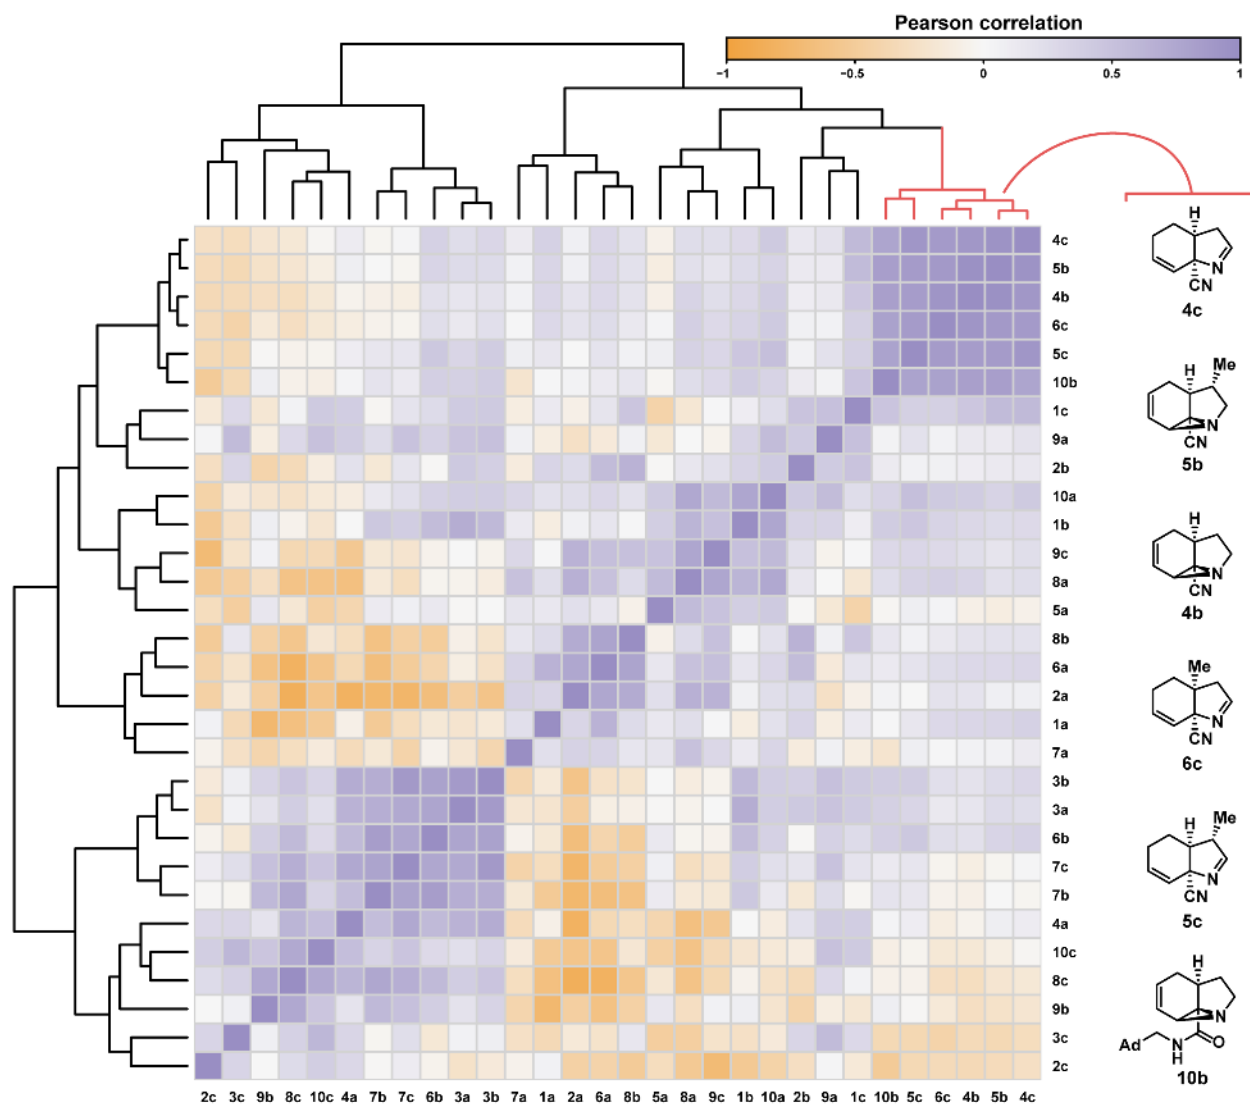 Pearson correlation
−1 −0.5 0 0.5 1
4c
5b
4b
6c
5c
10b
1c
9a
2b
10a
1b
9c
8a
5a
8b
6a
2a
1a
7a
3b
3a
6b
7c
7b
4a
10c
8c
9b
3c
2c
2c 3c 9b 8c 10c 4a 7b 7c 6b 3a 3b 7a 1a 2a 6a 8b 5a 8a 9c 1b 10a 2b 9a 1c 10b 5c 6c 4b 5b 4c
H
N
CN
4c
Me
H
N
CN
5b
H
N
CN
4b
Me
N
CN
6c
Me
H
N
CN
5c
H
N
Ad N O
H
10b